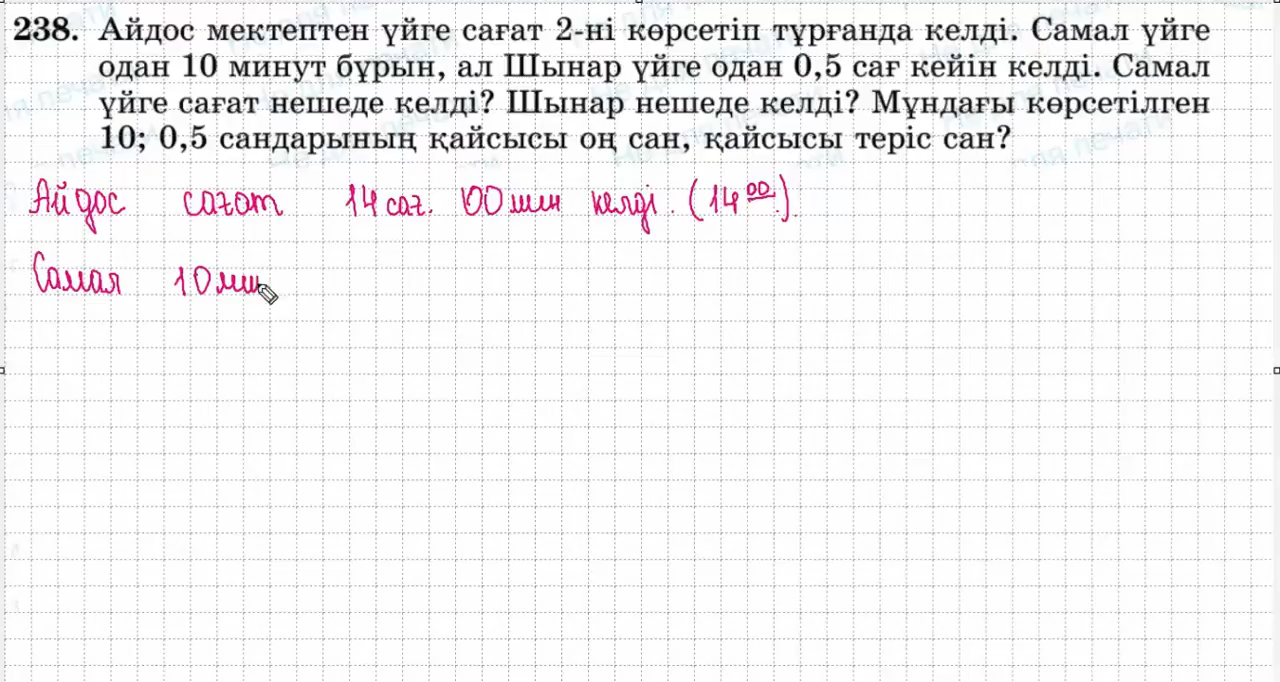 238. Айдос мектептен үйге сағат 2-ні көрсетіп тұрғанда келді. Самал үйге
одан 10 минут бұрын, ал Шынар үйге одан 0,5 сағ кейін келді. Самал
үйге сағат нешеде келді? Шынар нешеде келді? Мұндағы көрсетілген
10; 0,5 сандарының қайсысы оң сан, қайсысы теріс сан?
Айдос сағат 14 сағ. 00 мин келді. (14 00).
Самал 10 мин